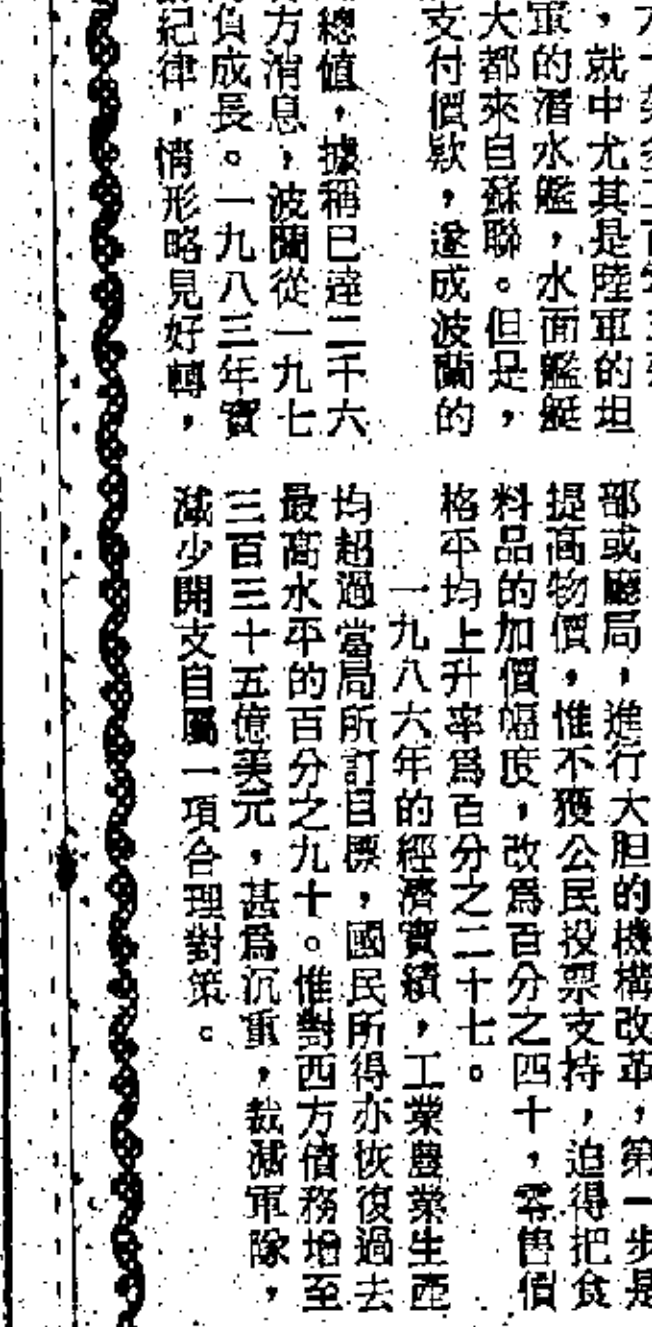 ，就中尤其是陸軍的坦
軍的潛水艦，水面艦艇
大都來自蘇聯。但是，
支付價款，遂成波蘭的
總值，據稱已達二千六
方消息，波蘭從一九七
負成長。一九八三年實
紀律，情形略見好轉，
部或廳局，進行大胆的機構改革，第一步是
提高物價，惟不獲公民投票支持，迫得把食
料品的加價幅度，改爲百分之四十，零售價
格平均上升率爲百分之二十七。
一九八六年的經濟實績，工業農業生產
均超過當局所訂目標，國民所得亦恢復過去
最高水平的百分之九十。惟對西方債務增至
三百三十五億美元，甚爲沉重，裁減軍隊，
減少開支自屬一項合理對策。